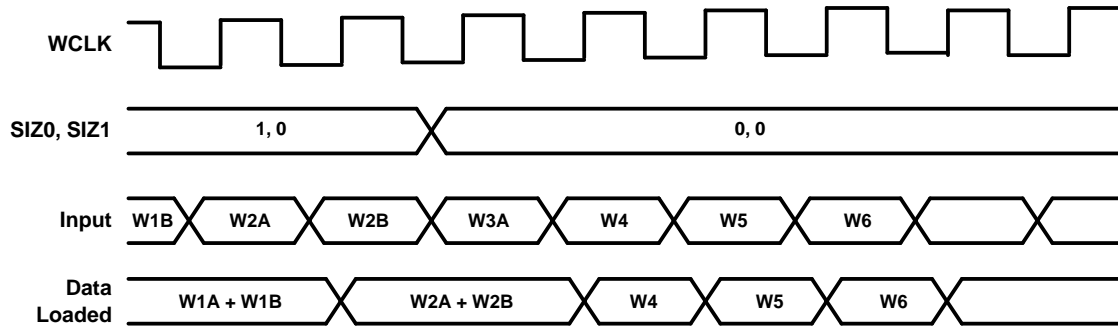 WCLK
SIZ0, SIZ1
1, 0
0, 0
Input
W1B
W2A
W2B
W3A
W4
W5
W6
Data
Loaded
W1A + W1B
W2A + W2B
W4
W5
W6